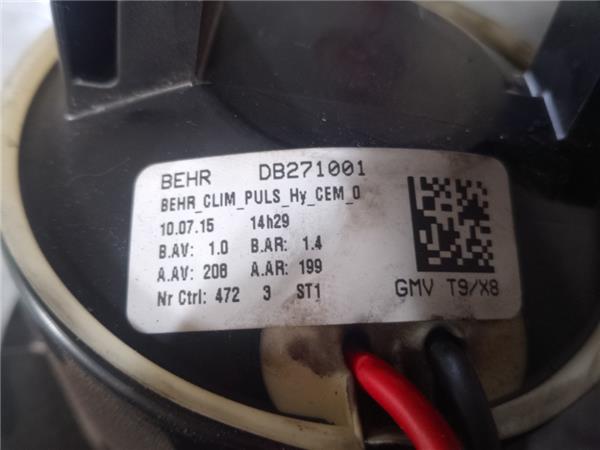 BEHR DB271001
BEHR_CLIM_PULS_Hy_CEM_0
10.07.15 14h29
B.AV: 1.0 B.AR: 1.4
A.AV: 208 A.AR: 199
Nr Ctrl: 472 3 ST1
GMV T9/X8